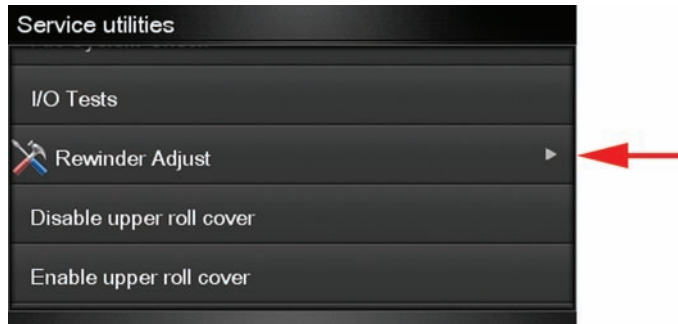 Service utilities
I/O Tests
Rewinder Adjust
Disable upper roll cover
Enable upper roll cover